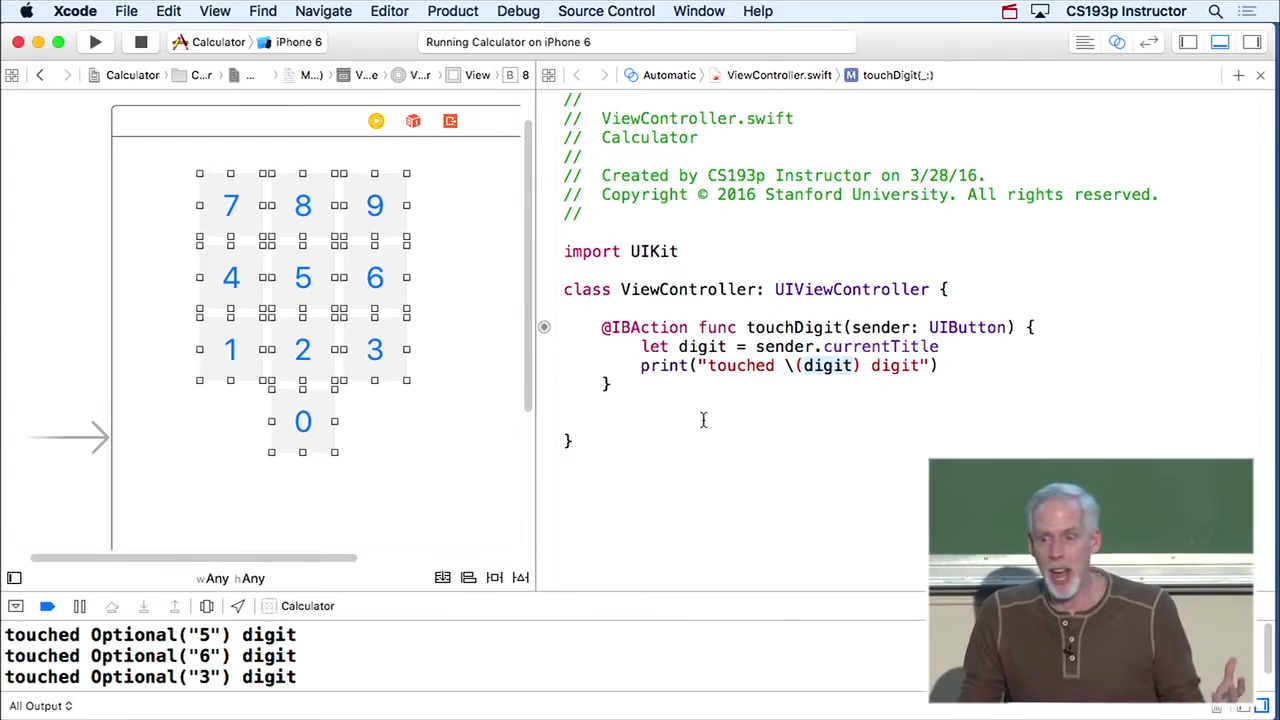 Xcode File Edit View Find Navigate Editor Product Debug Source Control Window Help CS193p Instructor
Calculator iPhone 6 Running Calculator on iPhone 6
Calculator C...r ... M...) V...e V...r View B 8 Automatic ViewController.swift M touchDigit(_:)
7 8 9
4 5 6
1 2 3
0
wAny hAny
//
// ViewController.swift
// Calculator
//
// Created by CS193p Instructor on 3/28/16.
// Copyright © 2016 Stanford University. All rights reserved.
//
import UIKit
class ViewController: UIViewController {
@IBAction func touchDigit(sender: UIButton) {
let digit = sender.currentTitle
print("touched \(digit) digit")
}
}
Calculator
touched Optional("5") digit
touched Optional("6") digit
touched Optional("3") digit
All Output